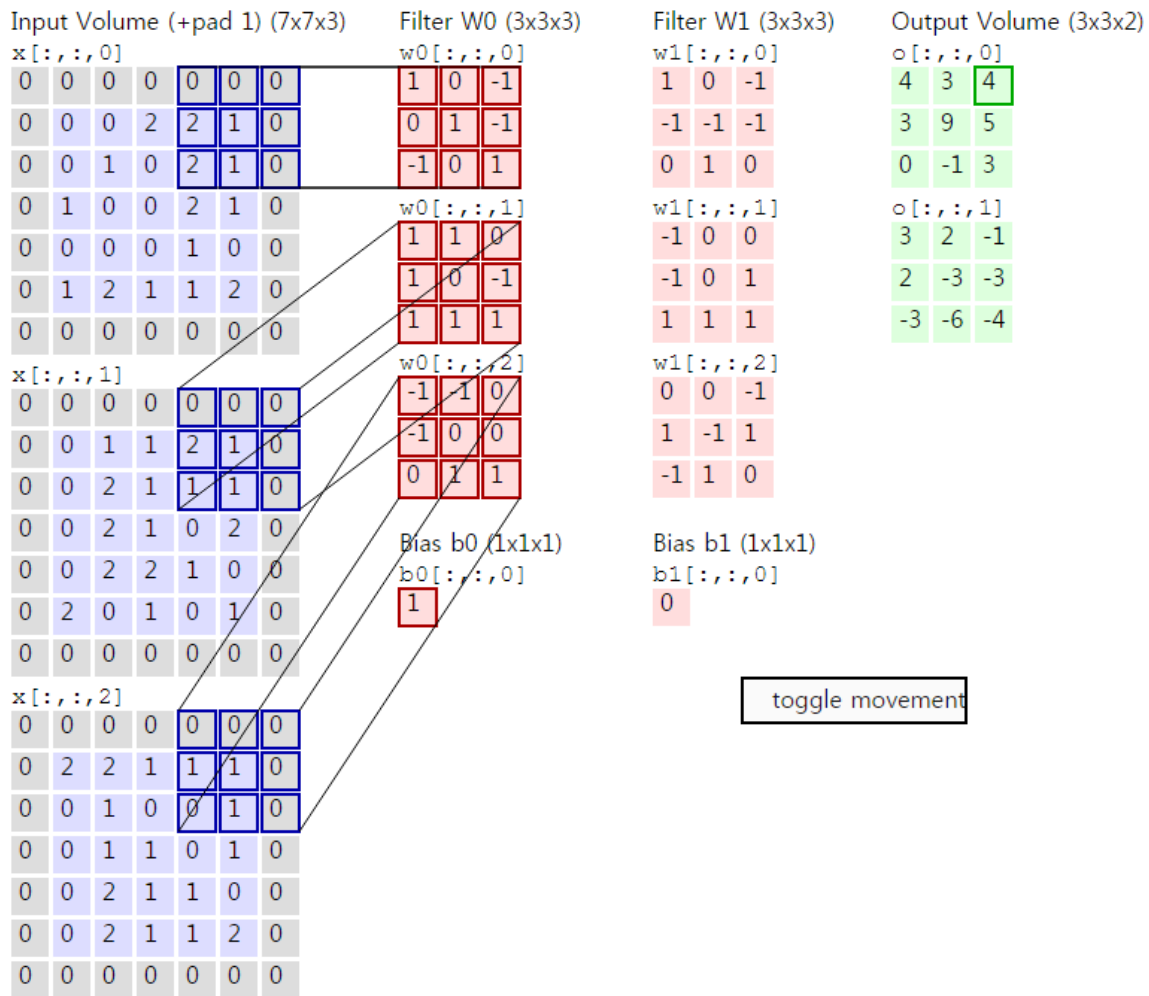 Input Volume (+pad 1) (7x7x3)
x[:,:,0]
0 0 0 0 0 0 0
0 0 0 2 2 1 0
0 0 1 0 2 1 0
0 1 0 0 2 1 0
0 0 0 0 1 0 0
0 1 2 1 1 2 0
0 0 0 0 0 0 0
x[:,:,1]
0 0 0 0 0 0 0
0 0 1 1 2 1 0
0 0 2 1 1 1 0
0 0 2 1 0 2 0
0 0 2 2 1 0 0
0 2 0 1 0 1 0
0 0 0 0 0 0 0
x[:,:,2]
0 0 0 0 0 0 0
0 2 2 1 1 1 0
0 0 1 0 0 1 0
0 0 1 1 0 1 0
0 0 2 1 1 0 0
0 0 2 1 1 2 0
0 0 0 0 0 0 0
Filter W0 (3x3x3)
w0[:,:,0]
1 0 -1
0 1 -1
-1 0 1
w0[:,:,1]
1 1 0
1 0 -1
1 1 1
w0[:,:,2]
-1 -1 0
-1 0 0
0 1 1
Bias b0 (1x1x1)
b0[:,:,0]
1
Filter W1 (3x3x3)
w1[:,:,0]
1 0 -1
-1 -1 -1
0 1 0
w1[:,:,1]
-1 0 0
-1 0 1
1 1 1
w1[:,:,2]
0 0 -1
1 -1 1
-1 1 0
Bias b1 (1x1x1)
b1[:,:,0]
0
Output Volume (3x3x2)
o[:,:,0]
4 3 4
3 9 5
0 -1 3
o[:,:,1]
3 2 -1
2 -3 -3
-3 -6 -4
toggle movement